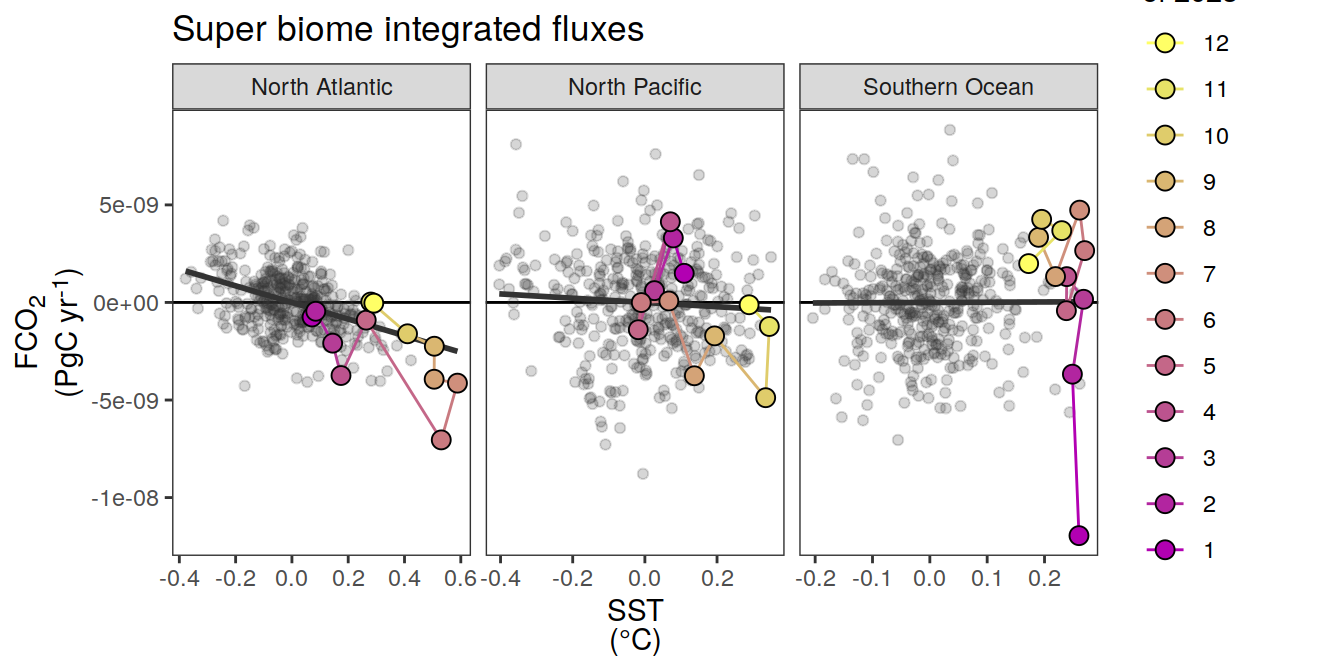 Super biome integrated fluxes
North Atlantic
North Pacific
Southern Ocean
FCO₂
(PgC yr⁻¹)
5e-09
0e+00
-5e-09
-1e-08
-0.4 -0.2 0.0 0.2 0.4 0.6
-0.4 -0.2 0.0 0.2
-0.2 -0.1 0.0 0.1 0.2
SST
(°C)
12
11
10
9
8
7
6
5
4
3
2
1